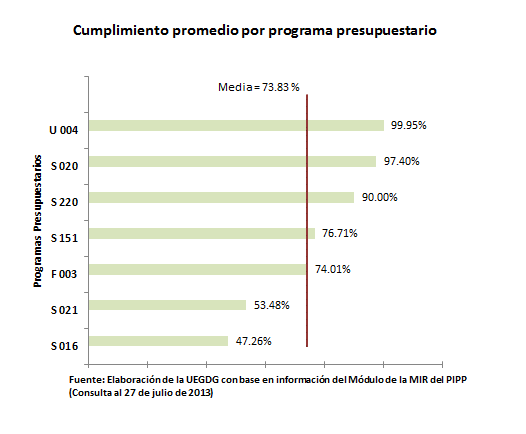 Cumplimiento promedio por programa presupuestario
Media = 73.83 %
Programas Presupuestarios
U 004 99.95%
S 020 97.40%
S 220 90.00%
S 151 76.71%
F 003 74.01%
S 021 53.48%
S 016 47.26%
Fuente: Elaboración de la UEGDG con base en información del Módulo de la MIR del PIPP
(Consulta al 27 de julio de 2013)